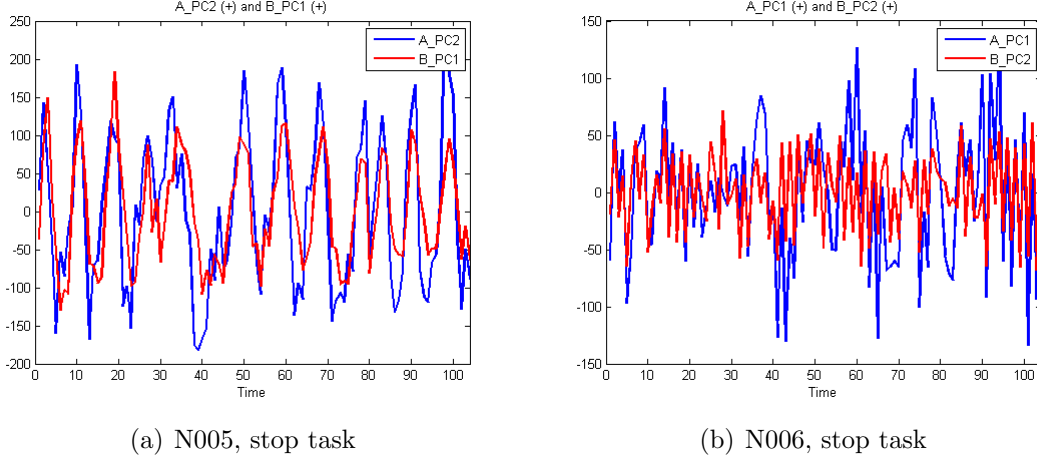 A_PC2 (+) and B_PC1 (+)
250
200
150
100
50
0
-50
-100
-150
-200
0 10 20 30 40 50 60 70 80 90 100
Time
A_PC2
B_PC1
(a) N005, stop task
A_PC1 (+) and B_PC2 (+)
150
100
50
0
-50
-100
-150
0 10 20 30 40 50 60 70 80 90 100
Time
A_PC1
B_PC2
(b) N006, stop task